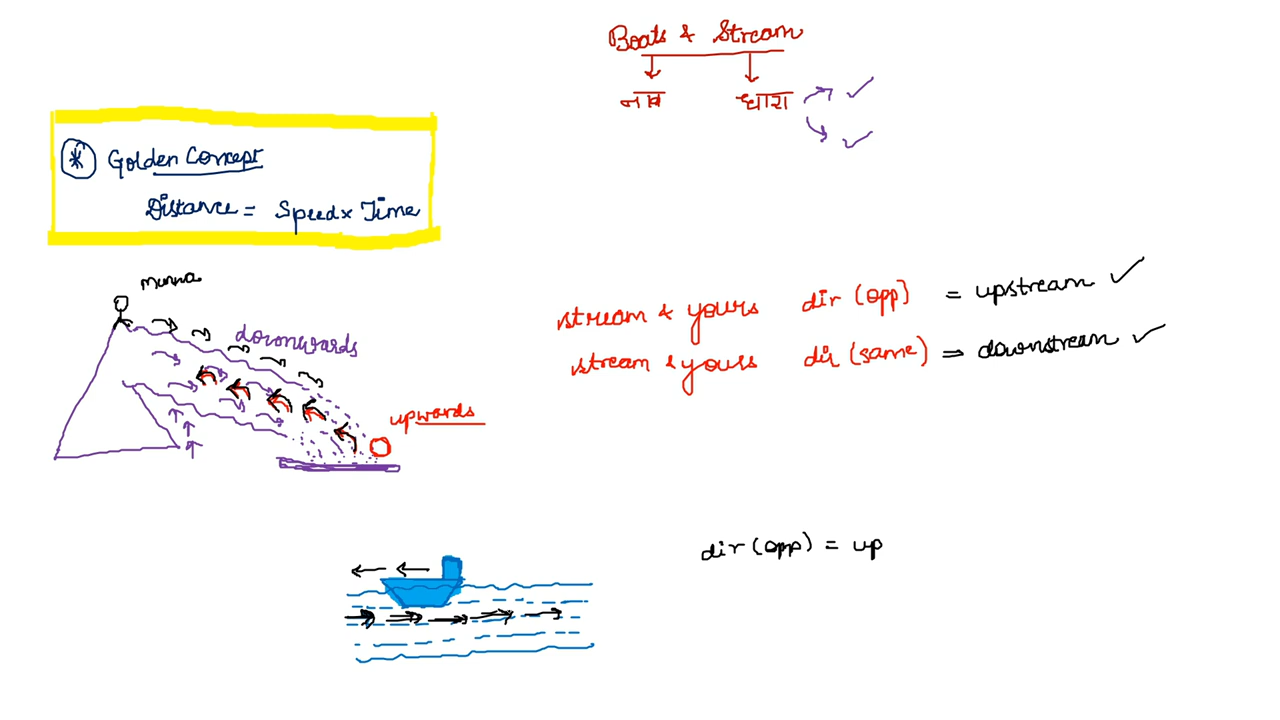 Boats & Stream
नाव धारा
* Golden Concept
Distance = Speed x Time
munna
downwards
upwards
stream & yours dir (opp) = upstream ✓
stream & yours dir (same) ⇒ downstream ✓
dir (opp) = up